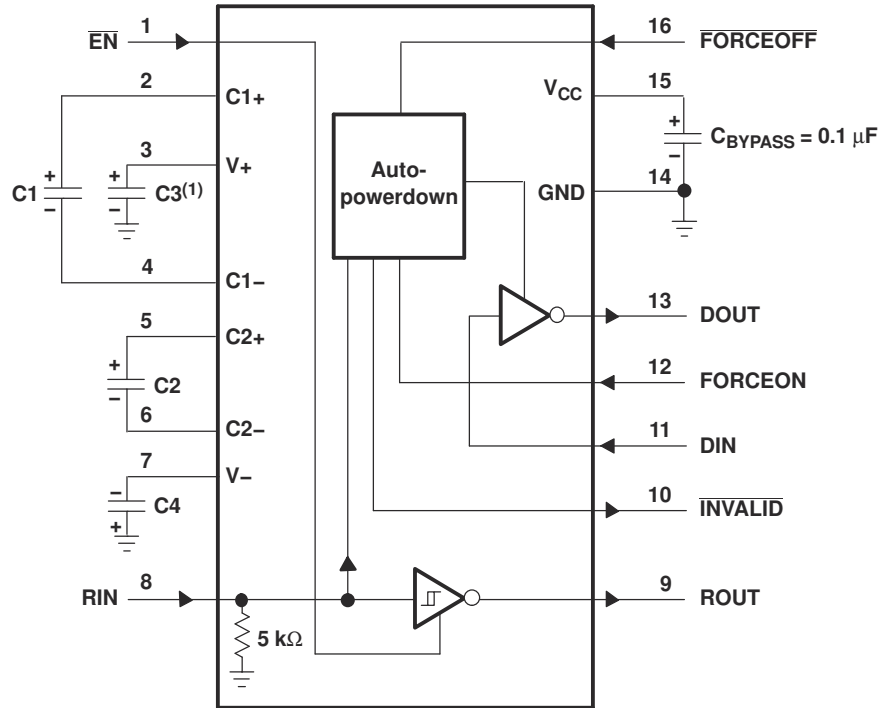 EN 1
16 FORCEOFF
2 C1+
VCC 15
+
+
CBYPASS = 0.1 μF
−
3 V+
Auto-
powerdown
C1
+
−
+
−
C3(1)
GND 14
4 C1−
13 DOUT
5 C2+
12 FORCEON
+
−
C2
6 C2−
11 DIN
7 V−
−
+
C4
10 INVALID
RIN 8
9 ROUT
5 kΩ